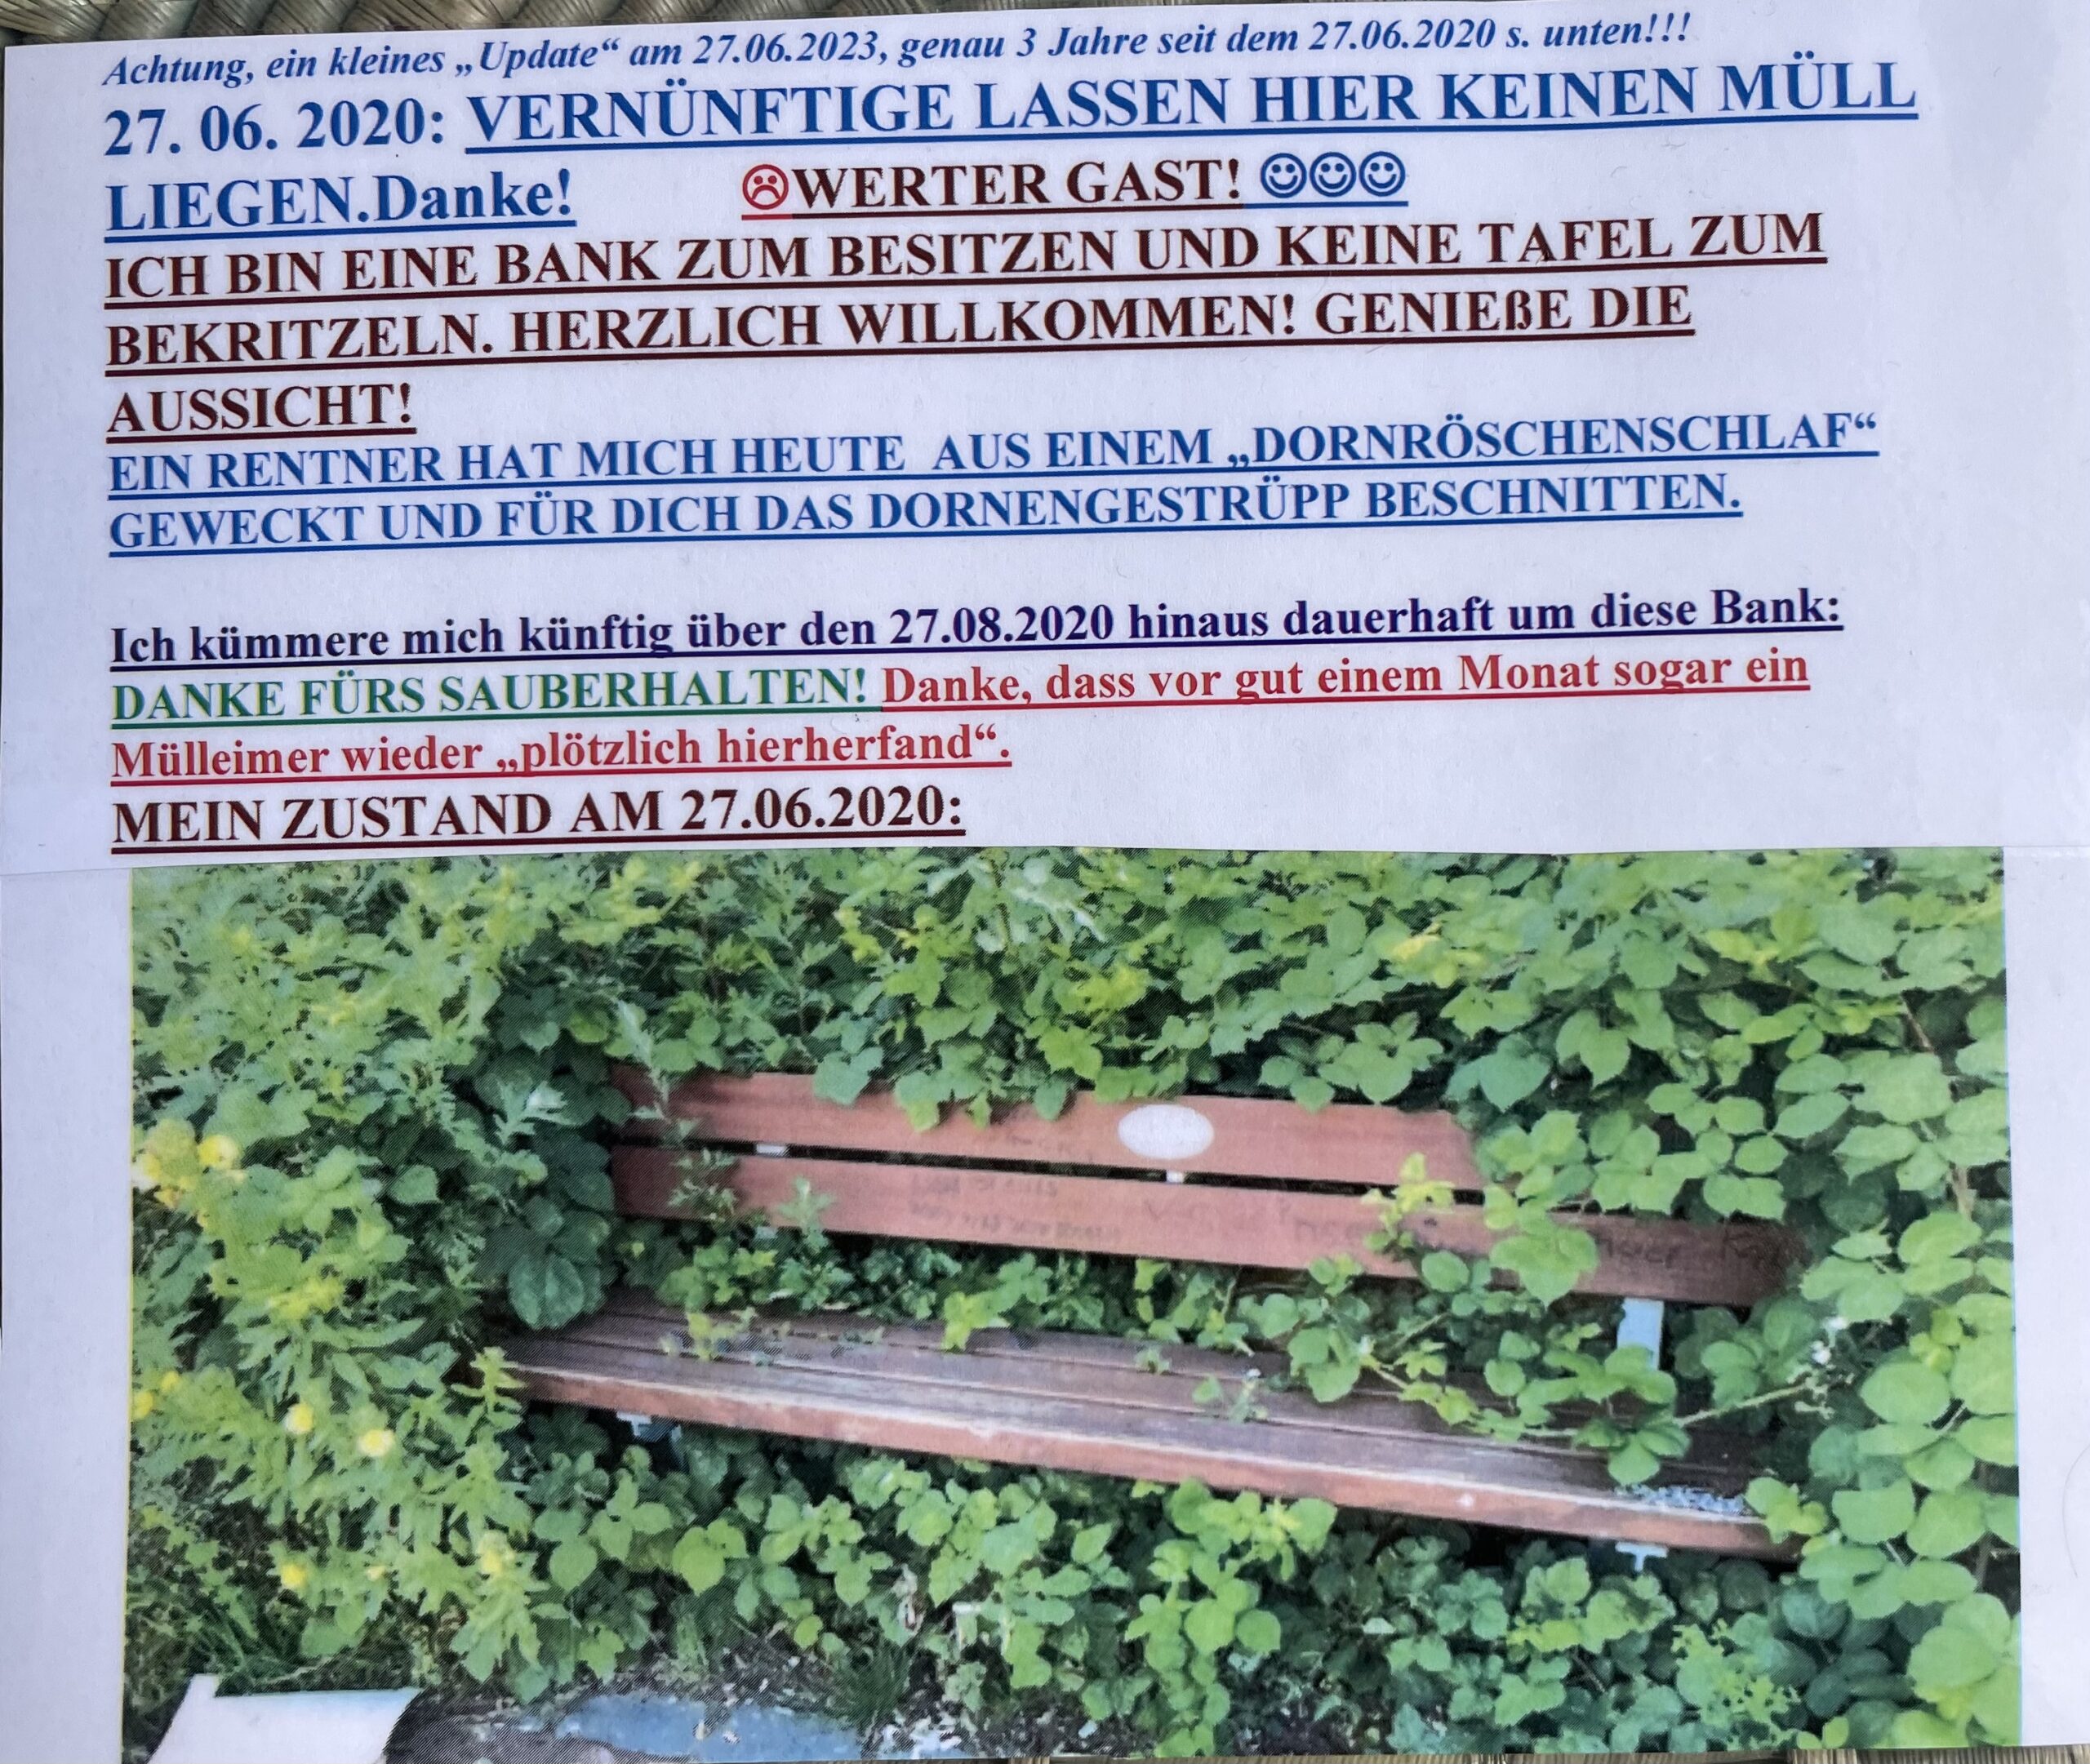 Achtung, ein kleines „Update“ am 27.06.2023, genau 3 Jahre seit dem 27.06.2020 s. unten!!!
27. 06. 2020: VERNÜNFTIGE LASSEN HIER KEINEN MÜLL
LIEGEN.Danke! ☹WERTER GAST! ☺☺☺
ICH BIN EINE BANK ZUM BESITZEN UND KEINE TAFEL ZUM
BEKRITZELN. HERZLICH WILLKOMMEN! GENIEßE DIE
AUSSICHT!
EIN RENTNER HAT MICH HEUTE AUS EINEM „DORNRÖSCHENSCHLAF“
GEWECKT UND FÜR DICH DAS DORNENGESTRÜPP BESCHNITTEN.
Ich kümmere mich künftig über den 27.08.2020 hinaus dauerhaft um diese Bank:
DANKE FÜRS SAUBERHALTEN! Danke, dass vor gut einem Monat sogar ein
Mülleimer wieder „plötzlich hierherfand“.
MEIN ZUSTAND AM 27.06.2020: